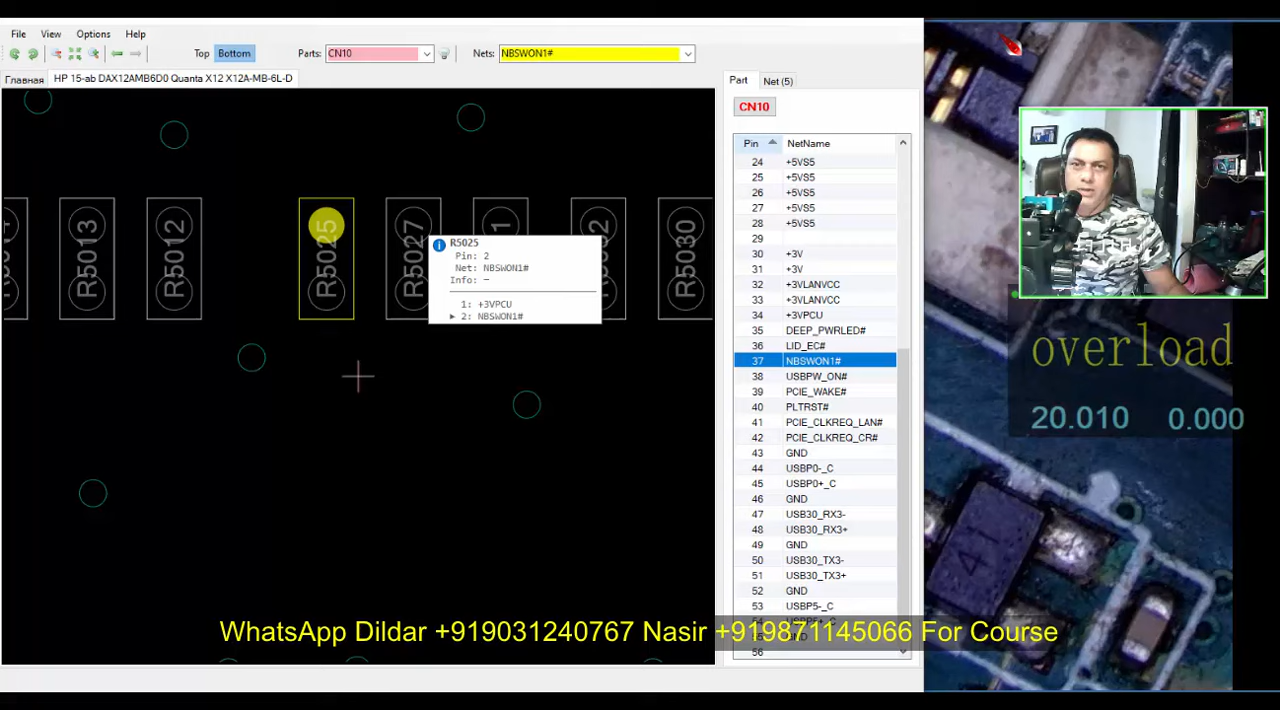 File View Options Help
Top Bottom Parts: CN10 Nets: NBSWON1#
Главная HP 15-ab DAX12AMB6D0 Quanta X12 X12A-MB-6L-D
Part Net (5)
CN10
Pin NetName
24 +5VS5
25 +5VS5
26 +5VS5
27 +5VS5
28 +5VS5
29
30 +3V
31 +3V
32 +3VLANVCC
33 +3VLANVCC
34 +3VPCU
35 DEEP_PWRLED#
36 LID_EC#
37 NBSWON1#
38 USBPW_ON#
39 PCIE_WAKE#
40 PLTRST#
41 PCIE_CLKREQ_LAN#
42 PCIE_CLKREQ_CR#
43 GND
44 USBP0-_C
45 USBP0+_C
46 GND
47 USB30_RX3-
48 USB30_RX3+
49 GND
50 USB30_TX3-
51 USB30_TX3+
52 GND
53 USBP5-_C
56
R5013
R5012
R5025
R5027
R5030
R5025
Pin: 2
Net: NBSWON1#
Info: –
1: +3VPCU
▸ 2: NBSWON1#
overload
20.010 0.000
41
WhatsApp Dildar +919031240767 Nasir +919871145066 For Course